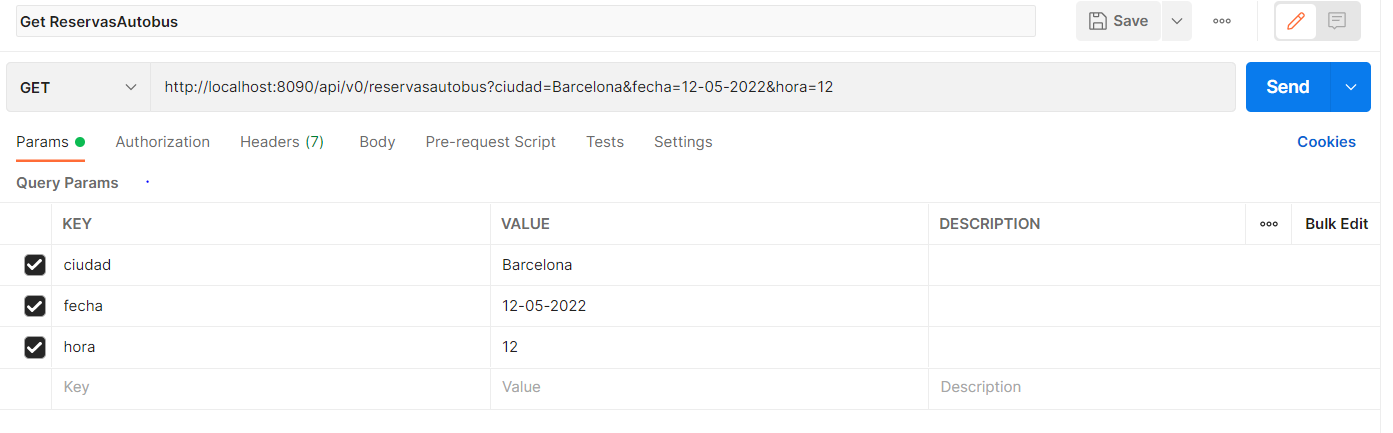 Get ReservasAutobus
Save
GET
http://localhost:8090/api/v0/reservasautobus?ciudad=Barcelona&fecha=12-05-2022&hora=12
Send
Params Authorization Headers (7) Body Pre-request Script Tests Settings Cookies
Query Params
KEY VALUE DESCRIPTION Bulk Edit
ciudad Barcelona
fecha 12-05-2022
hora 12
Key Value Description